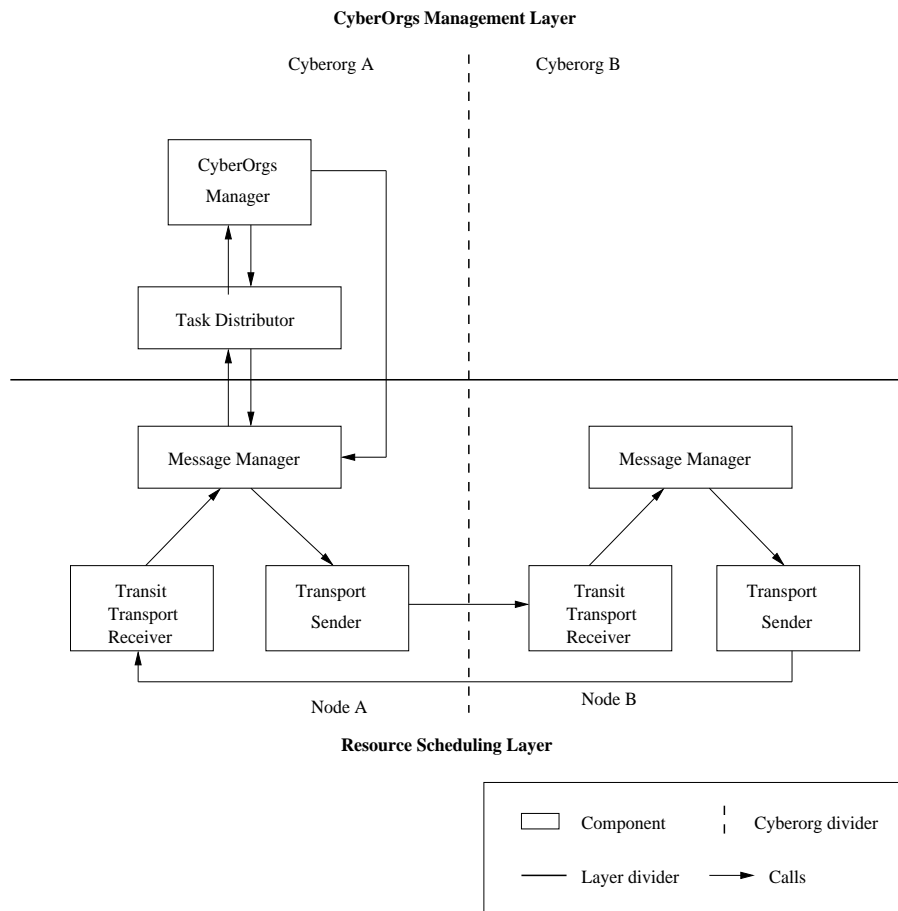 CyberOrgs Management Layer
Cyberorg A
Cyberorg B
CyberOrgs
Manager
Task Distributor
Message Manager
Message Manager
Transit
Transport
Receiver
Transport
Sender
Transit
Transport
Receiver
Transport
Sender
Node A
Node B
Resource Scheduling Layer
Component
Cyberorg divider
Layer divider
Calls